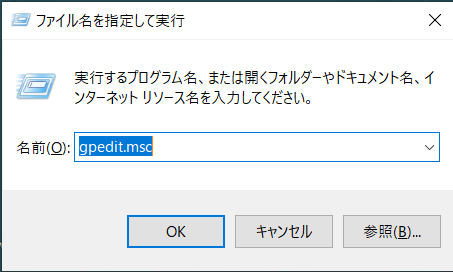 ファイル名を指定して実行
実行するプログラム名、または開くフォルダーやドキュメント名、イ
ンターネット リソース名を入力してください。
名前(O): gpedit.msc
OK キャンセル 参照(B)...